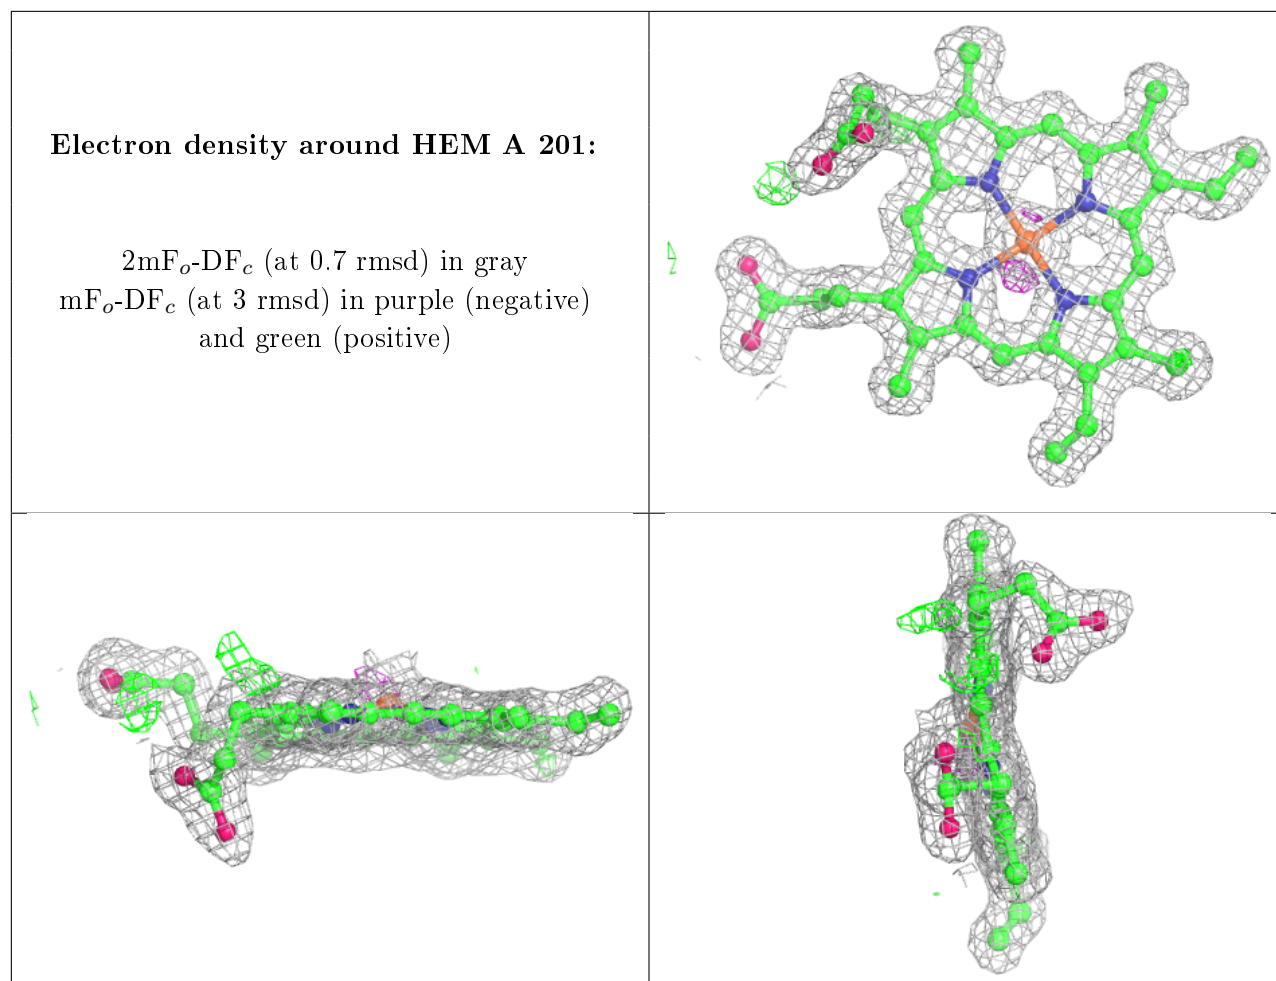 Electron density around HEM A 201:
2mFₒ-DF𝒸 (at 0.7 rmsd) in gray
mFₒ-DF𝒸 (at 3 rmsd) in purple (negative)
and green (positive)